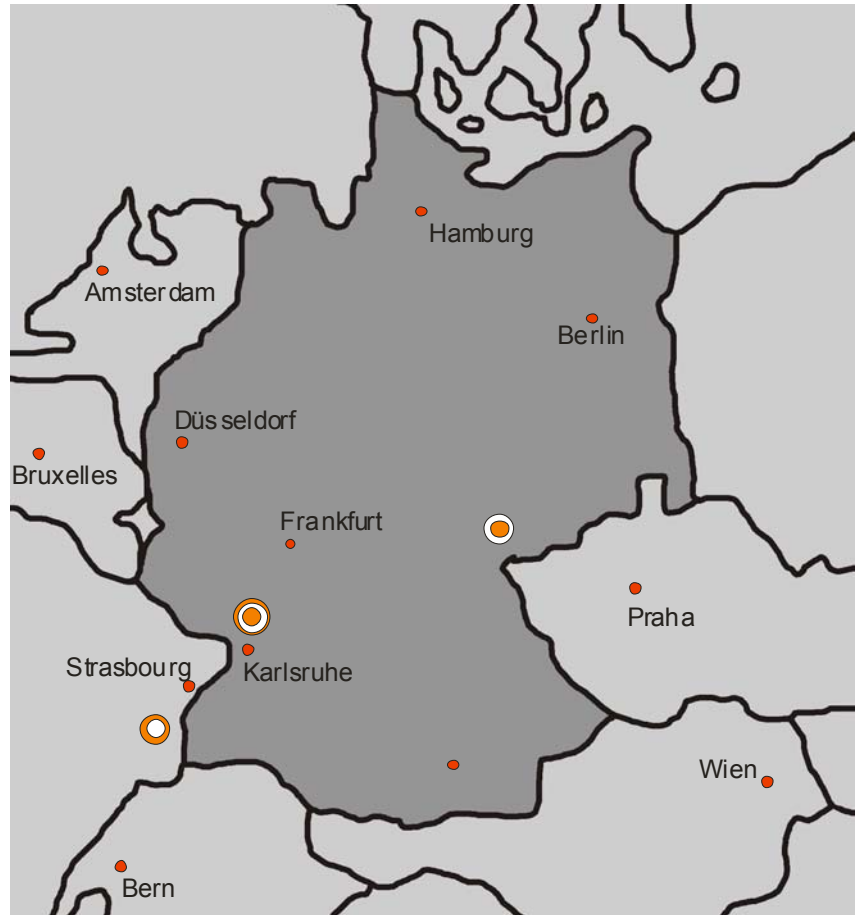 Hamburg
Amsterdam
Berlin
Düsseldorf
Bruxelles
Frankfurt
Praha
Strasbourg
Karlsruhe
Wien
Bern